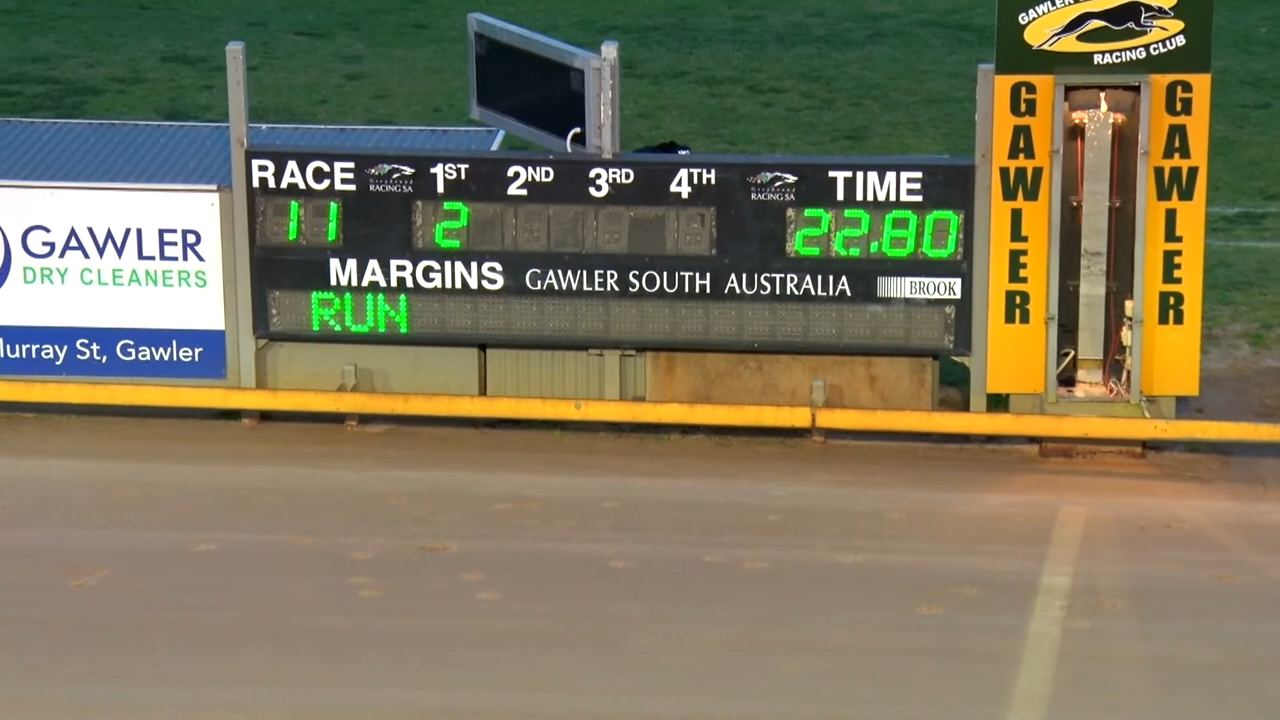 GAWLER
RACING CLUB
RACE 1ST 2ND 3RD 4TH TIME
Greyhound RACING SA
Greyhound RACING SA
11 2 22.80
MARGINS GAWLER SOUTH AUSTRALIA BROOK
RUN
GAWLER
DRY CLEANERS
Murray St, Gawler
GAWLER
GAWLER